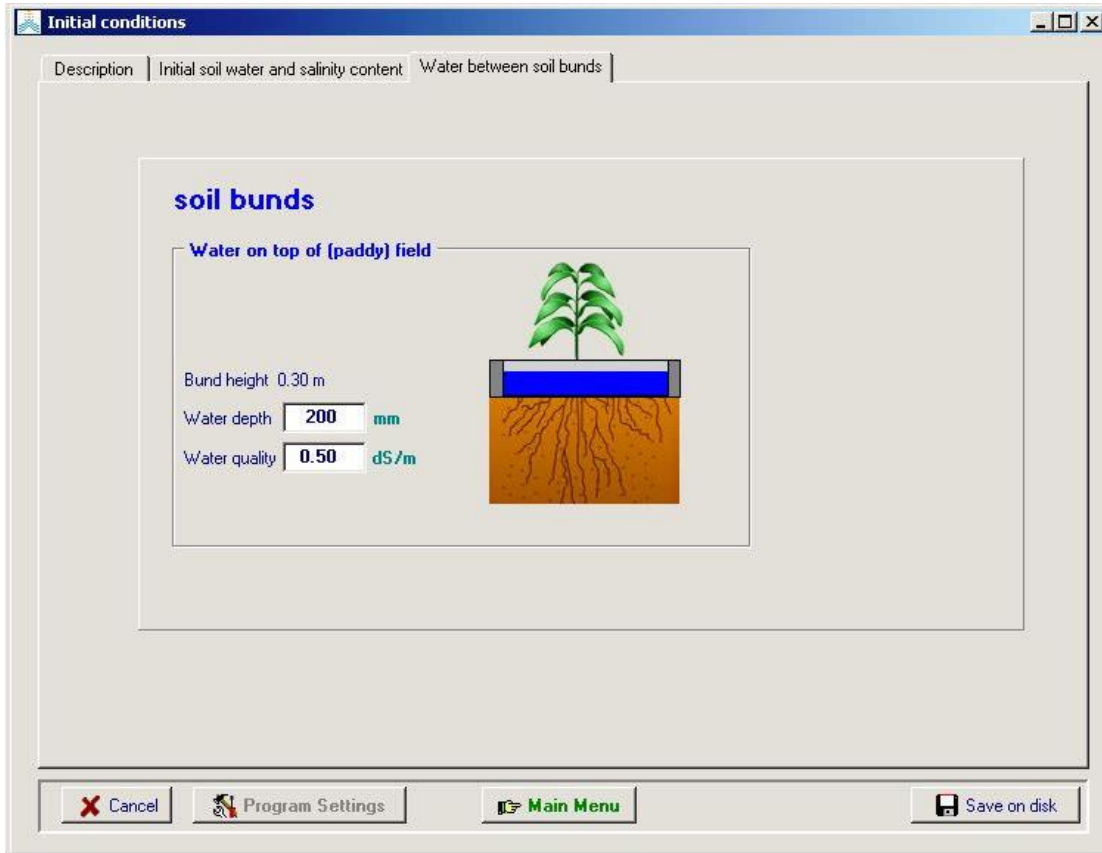 Initial conditions
Description Initial soil water and salinity content Water between soil bunds
soil bunds
Water on top of (paddy) field
Bund height 0.30 m
Water depth 200 mm
Water quality 0.50 dS/m
Cancel Program Settings Main Menu Save on disk